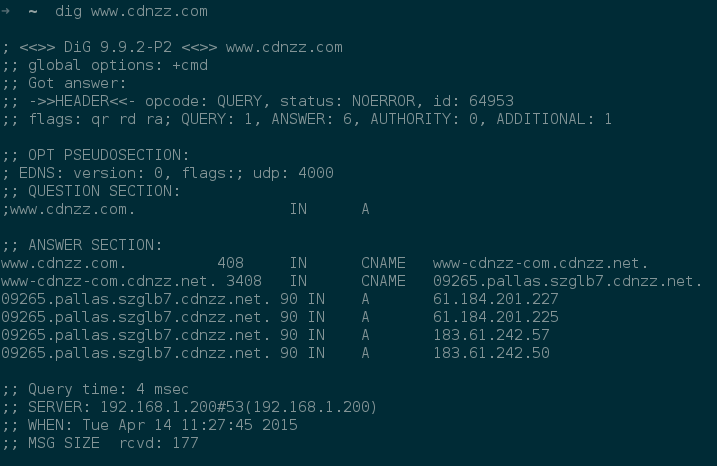 → ~ dig www.cdnzz.com
; <<>> DiG 9.9.2-P2 <<>> www.cdnzz.com
;; global options: +cmd
;; Got answer:
;; ->>HEADER<<- opcode: QUERY, status: NOERROR, id: 64953
;; flags: qr rd ra; QUERY: 1, ANSWER: 6, AUTHORITY: 0, ADDITIONAL: 1
;; OPT PSEUDOSECTION:
; EDNS: version: 0, flags:; udp: 4000
;; QUESTION SECTION:
;www.cdnzz.com. IN A
;; ANSWER SECTION:
www.cdnzz.com. 408 IN CNAME www-cdnzz-com.cdnzz.net.
www-cdnzz-com.cdnzz.net. 3408 IN CNAME 09265.pallas.szglb7.cdnzz.net.
09265.pallas.szglb7.cdnzz.net. 90 IN A 61.184.201.227
09265.pallas.szglb7.cdnzz.net. 90 IN A 61.184.201.225
09265.pallas.szglb7.cdnzz.net. 90 IN A 183.61.242.57
09265.pallas.szglb7.cdnzz.net. 90 IN A 183.61.242.50
;; Query time: 4 msec
;; SERVER: 192.168.1.200#53(192.168.1.200)
;; WHEN: Tue Apr 14 11:27:45 2015
;; MSG SIZE rcvd: 177